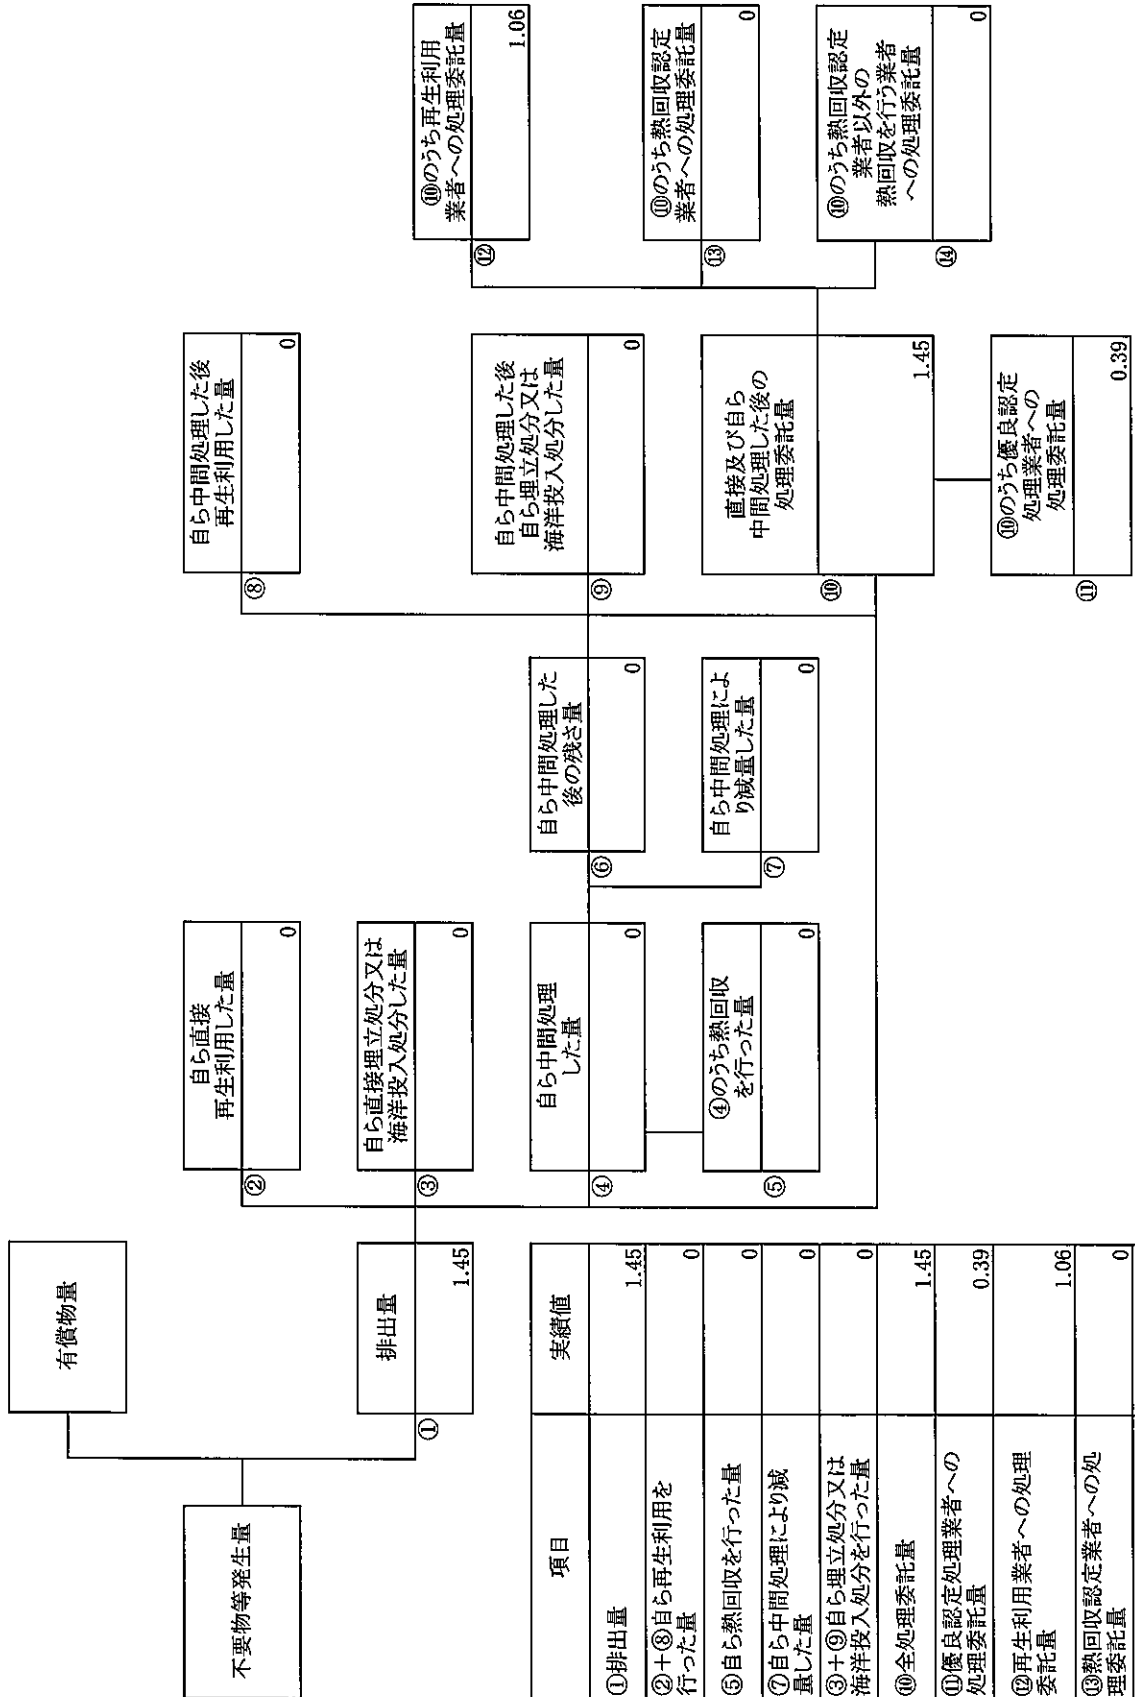 不要物等発生量
有償物量
①
排出量
1.45
②
自ら直接
再生利用した量
0
③
自ら直接埋立処分又は
海洋投入処分した量
0
④
自ら中間処理
した量
0
⑤
④のうち熱回収
を行った量
0
⑥
自ら中間処理した
後の残さ量
0
⑦
自ら中間処理によ
り減量した量
0
⑧
自ら中間処理した後
再生利用した量
0
⑨
自ら中間処理した後
自ら埋立処分又は
海洋投入処分した量
0
⑩
直接及び自ら
中間処理した後の
処理委託量
1.45
⑪
⑩のうち優良認定
処理業者への
処理委託量
0.39
⑫
⑩のうち再生利用
業者への処理委託量
1.06
⑬
⑩のうち熱回収認定
業者への処理委託量
0
⑭
⑩のうち熱回収認定
業者以外の
熱回収を行う業者
への処理委託量
0
項目 実績値
①排出量 1.45
②+⑧自ら再生利用を
行った量 0
⑤自ら熱回収を行った量 0
⑦自ら中間処理により減
量した量 0
③+⑨自ら埋立処分又は
海洋投入処分を行った量 0
⑩全処理委託量 1.45
⑪優良認定処理業者への
処理委託量 0.39
⑫再生利用業者への処理
委託量 1.06
⑬熱回収認定業者への処
理委託量 0